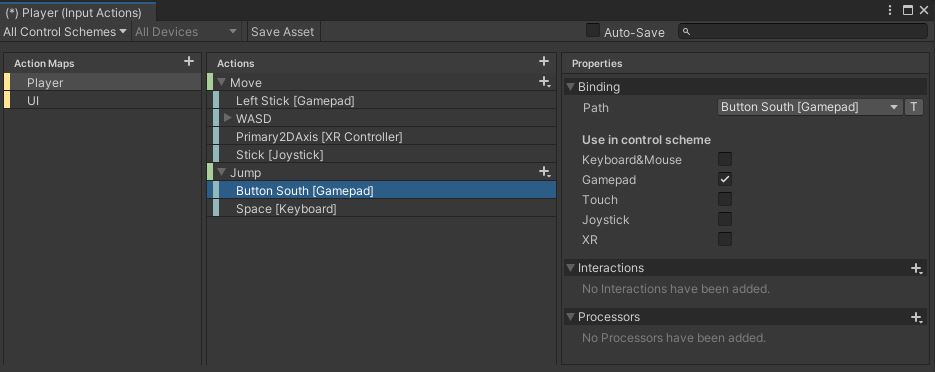 (*) Player (Input Actions)
All Control Schemes All Devices Save Asset Auto-Save
Action Maps
Player
UI
Actions
Move
Left Stick [Gamepad]
WASD
Primary2DAxis [XR Controller]
Stick [Joystick]
Jump
Button South [Gamepad]
Space [Keyboard]
Properties
Binding
Path Button South [Gamepad] T
Use in control scheme
Keyboard&Mouse
Gamepad
Touch
Joystick
XR
Interactions
No Interactions have been added.
Processors
No Processors have been added.